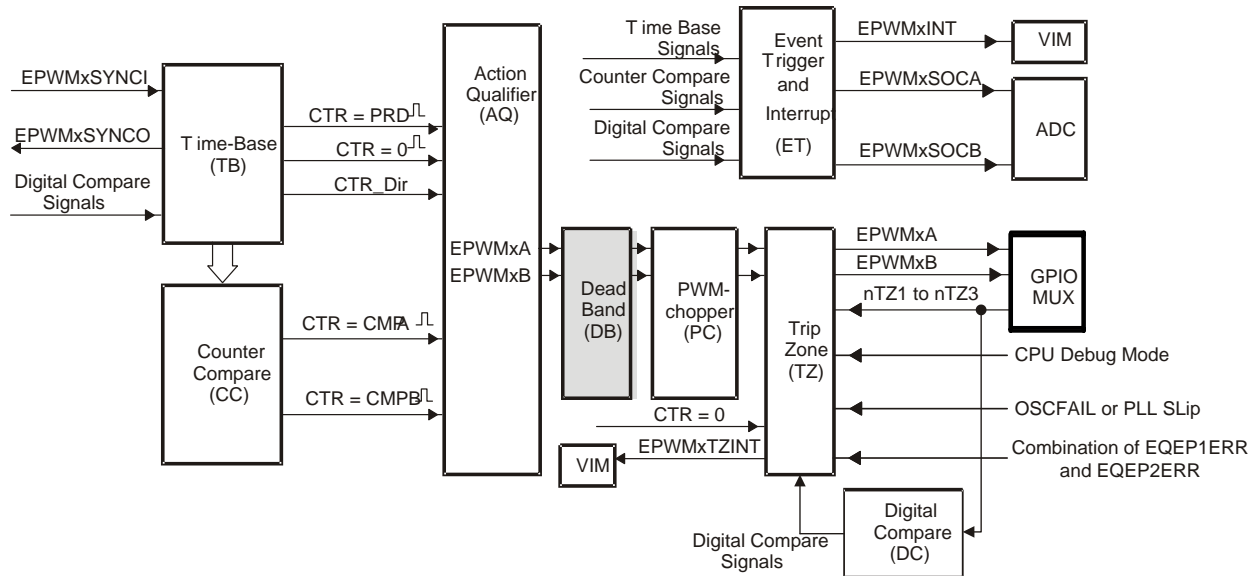 EPWMxSYNCI
EPWMxSYNCO
Digital Compare
Signals
Time-Base
(TB)
CTR = PRD
CTR = 0
CTR_Dir
Counter
Compare
(CC)
CTR = CMPA
CTR = CMPB
Action
Qualifier
(AQ)
EPWMxA
EPWMxB
Dead
Band
(DB)
PWM-
chopper
(PC)
CTR = 0
EPWMxTZINT
VIM
Time Base
Signals
Counter Compare
Signals
Digital Compare
Signals
Event
Trigger
and
Interrupt
(ET)
EPWMxINT
VIM
EPWMxSOCA
EPWMxSOCB
ADC
Trip
Zone
(TZ)
EPWMxA
EPWMxB
nTZ1 to nTZ3
GPIO
MUX
CPU Debug Mode
OSCFAIL or PLL SLip
Combination of EQEP1ERR
and EQEP2ERR
Digital Compare
Signals
Digital
Compare
(DC)